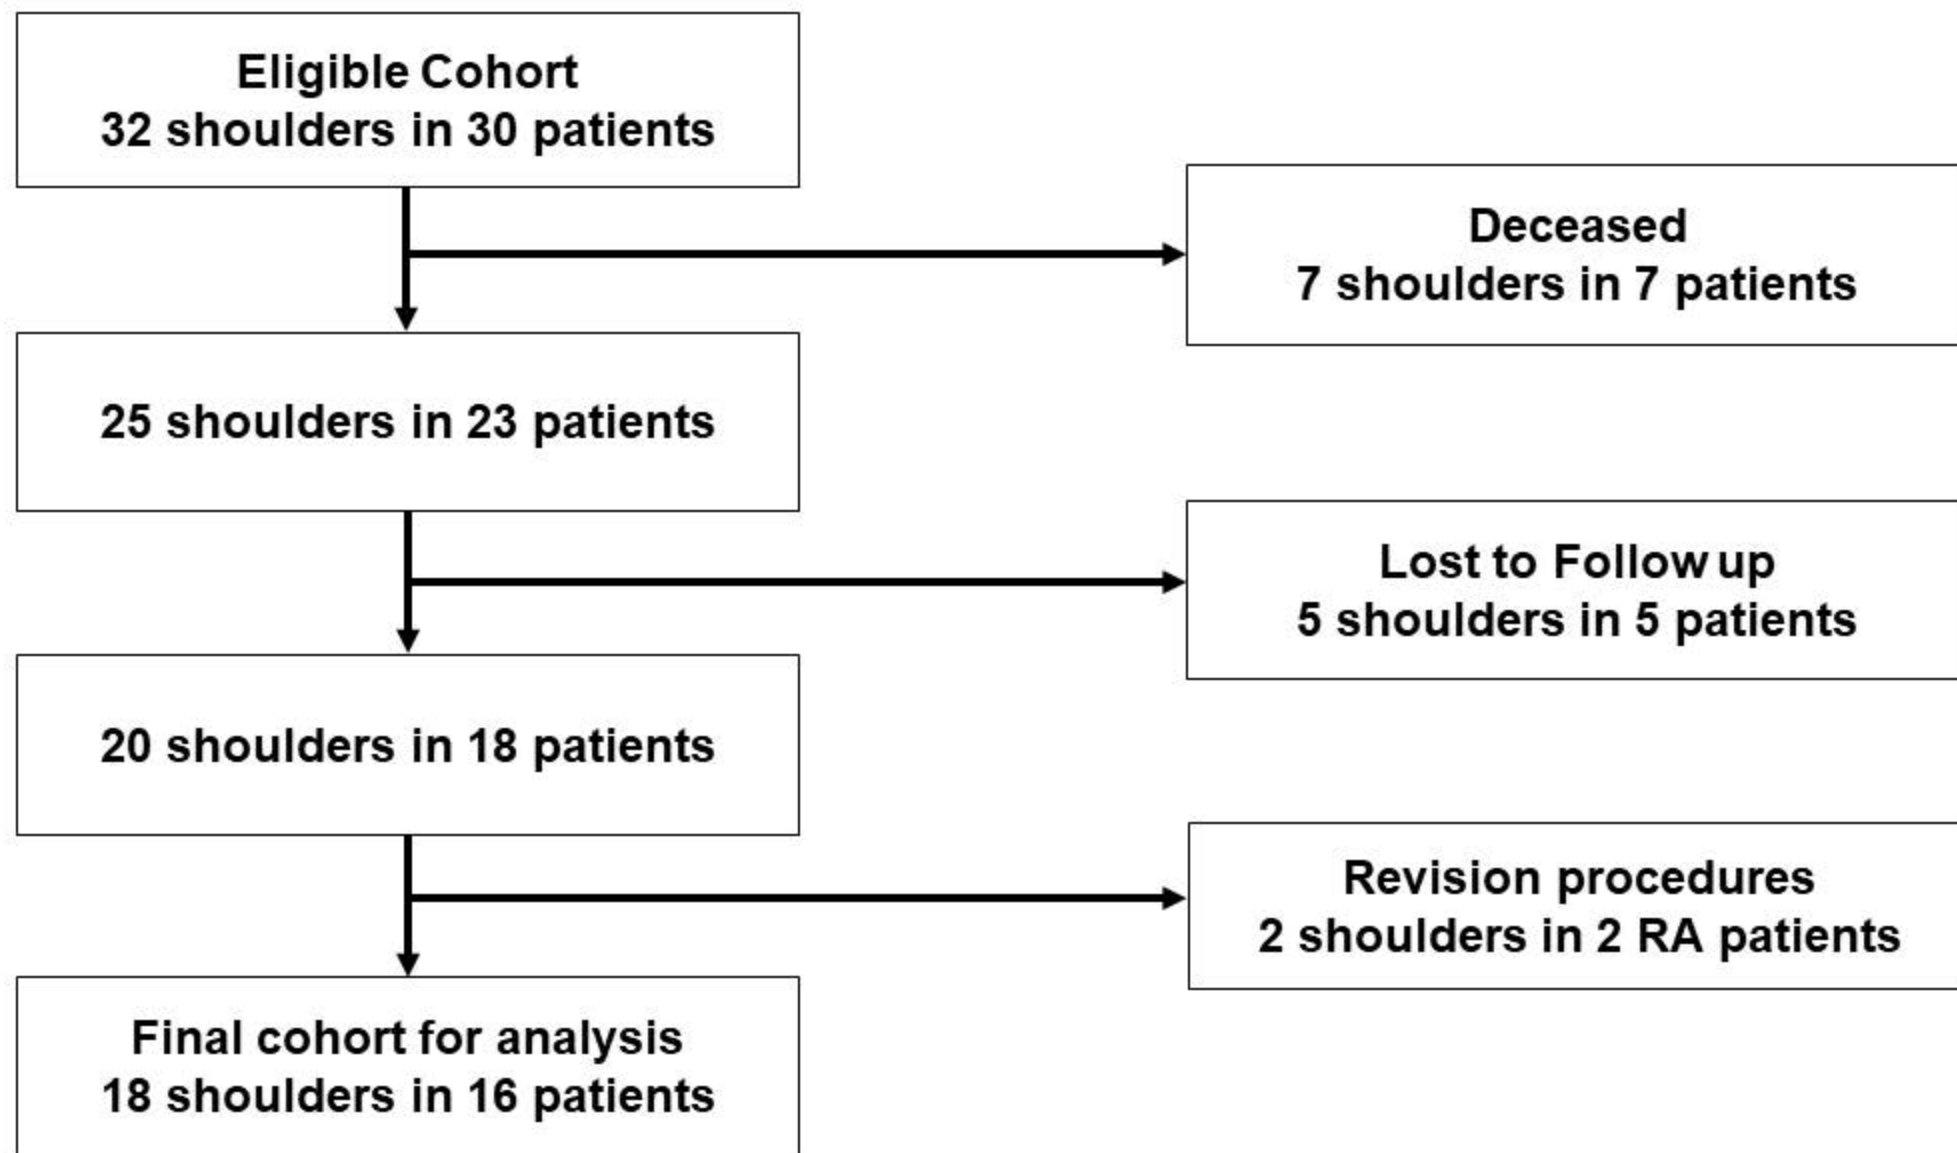 Eligible Cohort
32 shoulders in 30 patients
Deceased
7 shoulders in 7 patients
25 shoulders in 23 patients
Lost to Follow up
5 shoulders in 5 patients
20 shoulders in 18 patients
Revision procedures
2 shoulders in 2 RA patients
Final cohort for analysis
18 shoulders in 16 patients